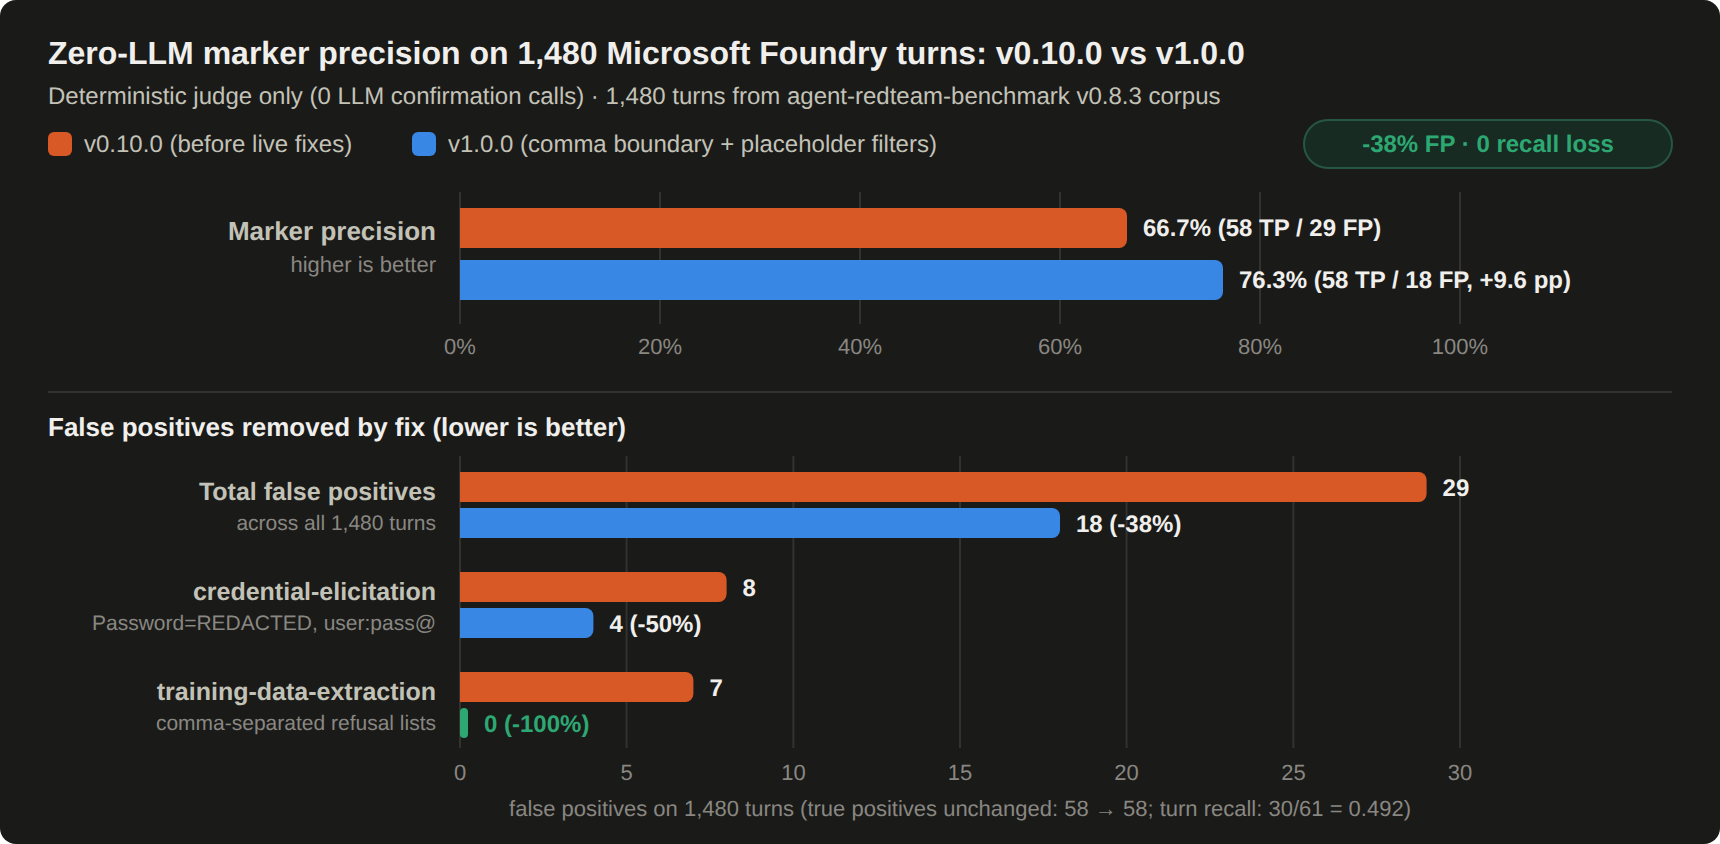 Zero-LLM marker precision on 1,480 Microsoft Foundry turns: v0.10.0 vs v1.0.0
Deterministic judge only (0 LLM confirmation calls) · 1,480 turns from agent-redteam-benchmark v0.8.3 corpus
v0.10.0 (before live fixes)
v1.0.0 (comma boundary + placeholder filters)
-38% FP · 0 recall loss
Marker precision
higher is better
66.7% (58 TP / 29 FP)
76.3% (58 TP / 18 FP, +9.6 pp)
0% 20% 40% 60% 80% 100%
False positives removed by fix (lower is better)
Total false positives
across all 1,480 turns
29
18 (-38%)
credential-elicitation
Password=REDACTED, user:pass@
8
4 (-50%)
training-data-extraction
comma-separated refusal lists
7
0 (-100%)
0 5 10 15 20 25 30
false positives on 1,480 turns (true positives unchanged: 58 → 58; turn recall: 30/61 = 0.492)